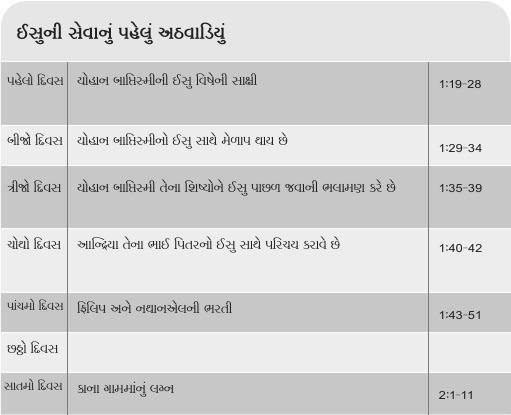 ઈસુની સેવાનું પહેલું અઠવાડિયું
પહેલો દિવસ ચોહાન બાપ્તિસ્મીની ઈસુ વિષેની સાક્ષી 1:19-28
બીજો દિવસ ચોહાન બાપ્તિસ્મીનો ઈસુ સાથે મેળાપ થાય છે 1:29-34
ત્રીજો દિવસ ચોહાન બાપ્તિસ્મી તેના શિષ્યોને ઈસુ પાછળ જવાની ભલામણ કરે છે 1:35-39
ચોથો દિવસ આન્દ્રિયા તેના ભાઈ પિતરનો ઈસુ સાથે પરિચય કરાવે છે 1:40-42
પાંચમો દિવસ ફિલિપ અને નથાનએલની ભરતી 1:43-51
છઠ્ઠો દિવસ
સાતમો દિવસ કાના ગામમાંનું લગ્ન 2:1-11